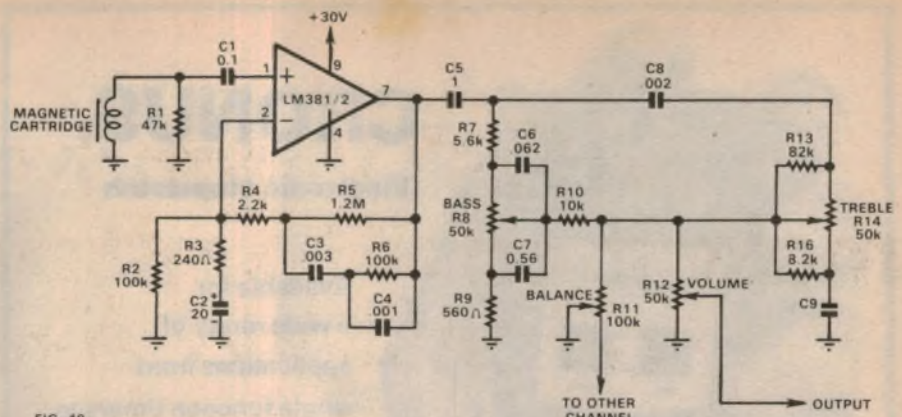 +30V
C1
0.1
1
9
+
LM381/2
7
2
−
4
MAGNETIC
CARTRIDGE
R1
47k
C5
1
C8
002
R7
5.6k
C6
.062
R13
82k
R4
2.2k
R5
1.2M
BASS
R8
50k
R10
10k
TREBLE
R14
50k
R3
240Ω
C3
.003
R6
100k
C7
0.56
R16
8.2k
R2
100k
C2
+
20
C4
.001
R9
560Ω
BALANCE
R11
100k
R12
50k
VOLUME
C9
TO OTHER
CHANNEL
OUTPUT
FIG. 10